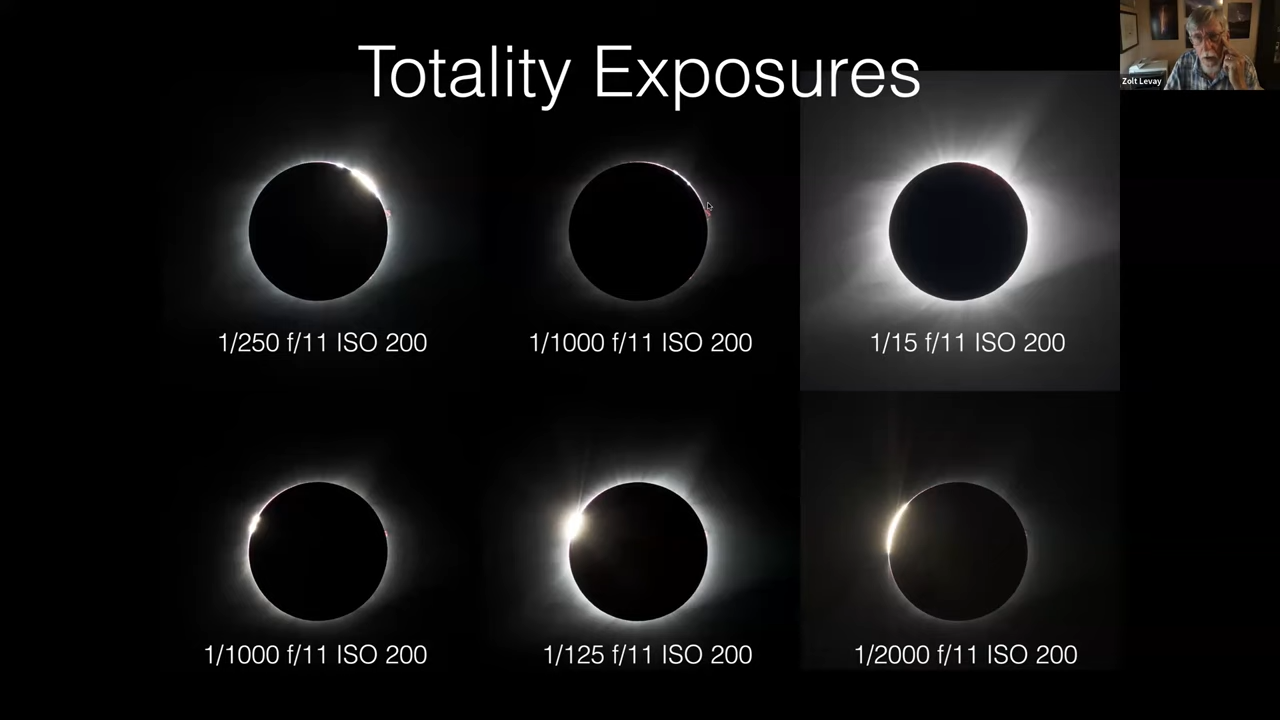 Totality Exposures
Zolt Levay
1/250 f/11 ISO 200
1/1000 f/11 ISO 200
1/15 f/11 ISO 200
1/1000 f/11 ISO 200
1/125 f/11 ISO 200
1/2000 f/11 ISO 200